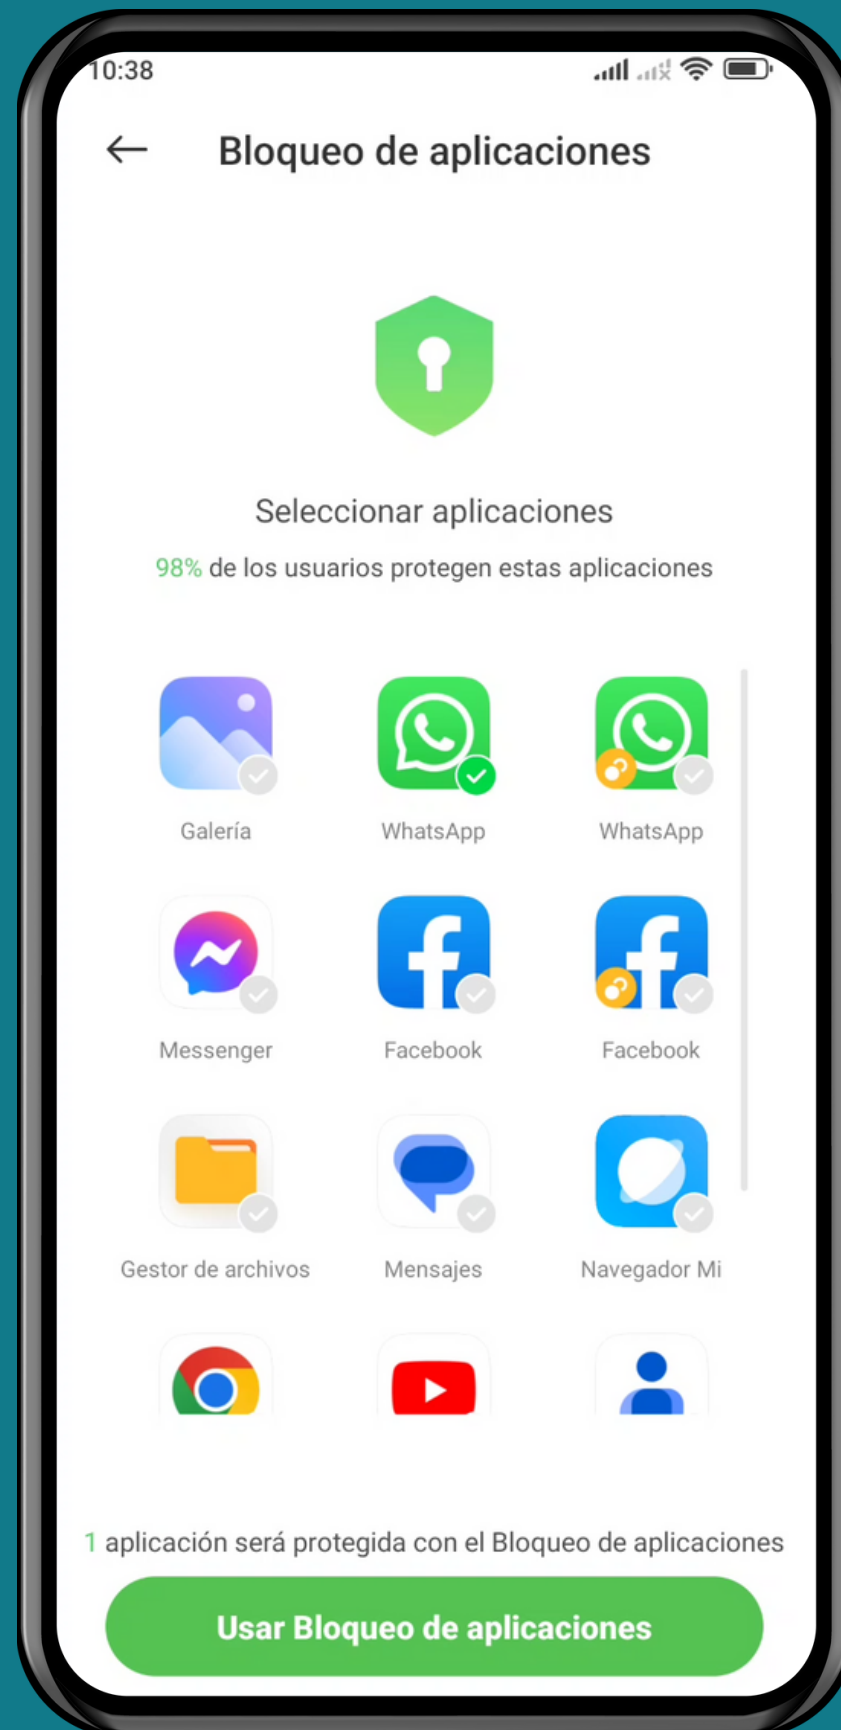 10:38
Bloqueo de aplicaciones
Seleccionar aplicaciones
98% de los usuarios protegen estas aplicaciones
Galería WhatsApp WhatsApp
Messenger Facebook Facebook
Gestor de archivos Mensajes Navegador Mi
1 aplicación será protegida con el Bloqueo de aplicaciones
Usar Bloqueo de aplicaciones